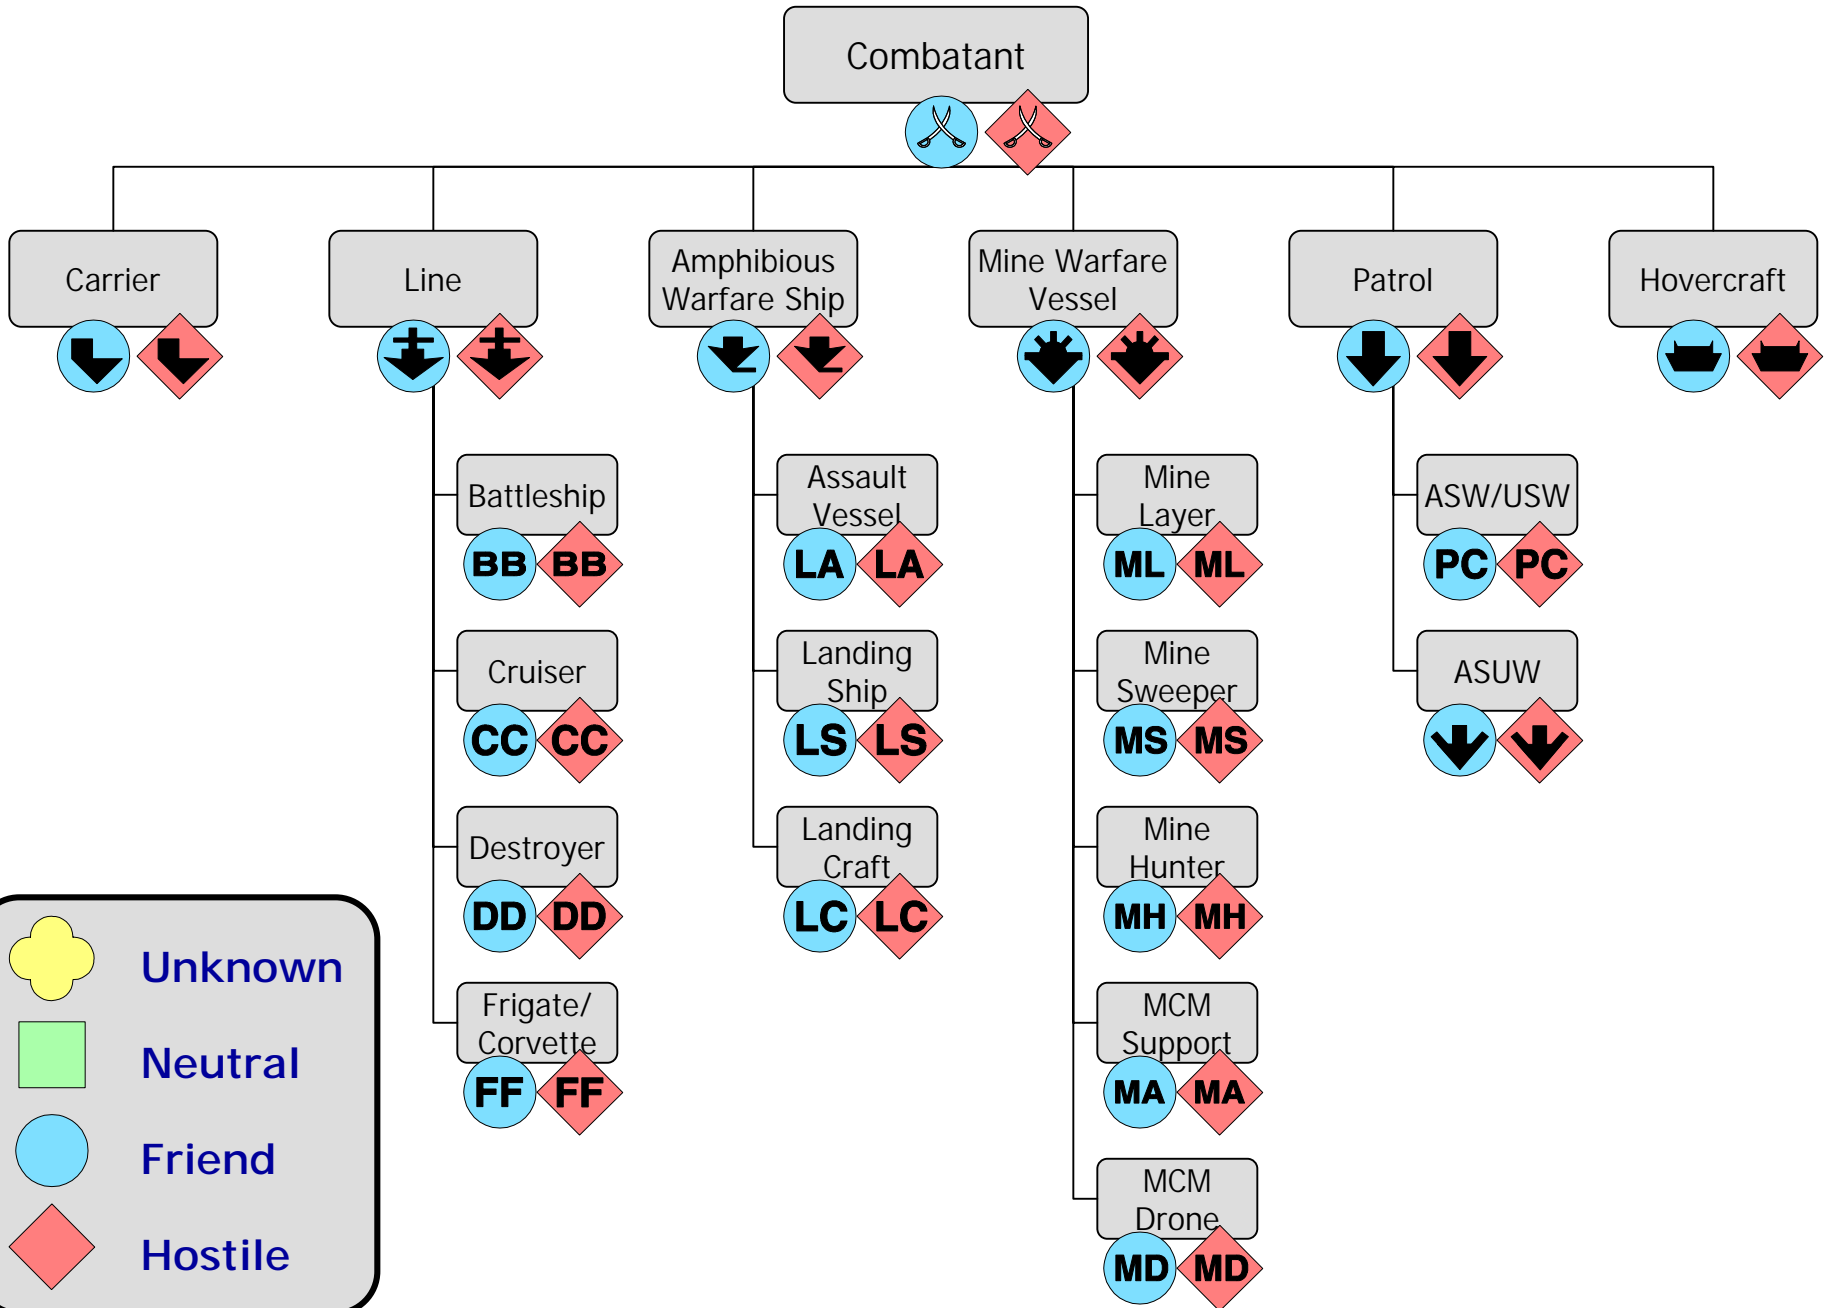 Combatant
Carrier
Line
Amphibious
Warfare Ship
Mine Warfare
Vessel
Patrol
Hovercraft
Battleship
BB BB
Cruiser
CC CC
Destroyer
DD DD
Frigate/
Corvette
FF FF
Assault
Vessel
LA LA
Landing
Ship
LS LS
Landing
Craft
LC LC
Mine
Layer
ML ML
Mine
Sweeper
MS MS
Mine
Hunter
MH MH
MCM
Support
MA MA
MCM
Drone
MD MD
ASW/USW
PC PC
ASUW
Unknown
Neutral
Friend
Hostile